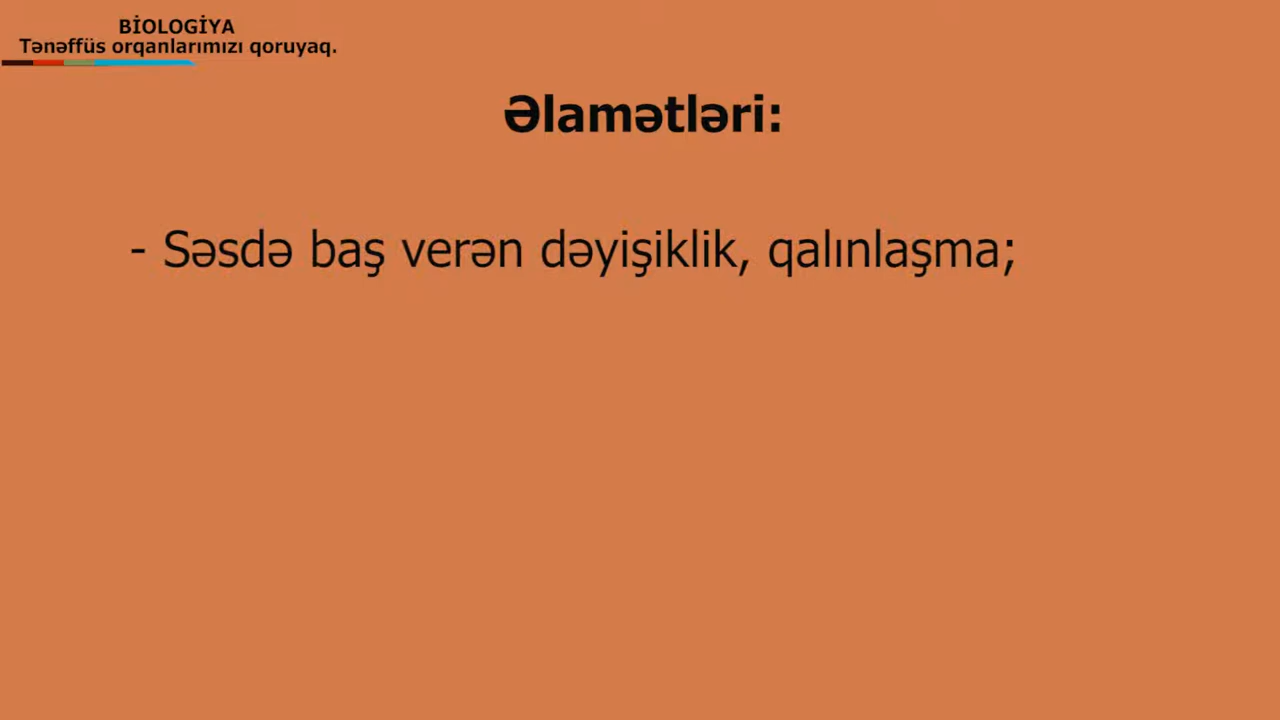 BİOLOGİYA
Tənəffüs orqanlarımızı qoruyaq.
Əlamətləri:
- Səsdə baş verən dəyişiklik, qalınlaşma;